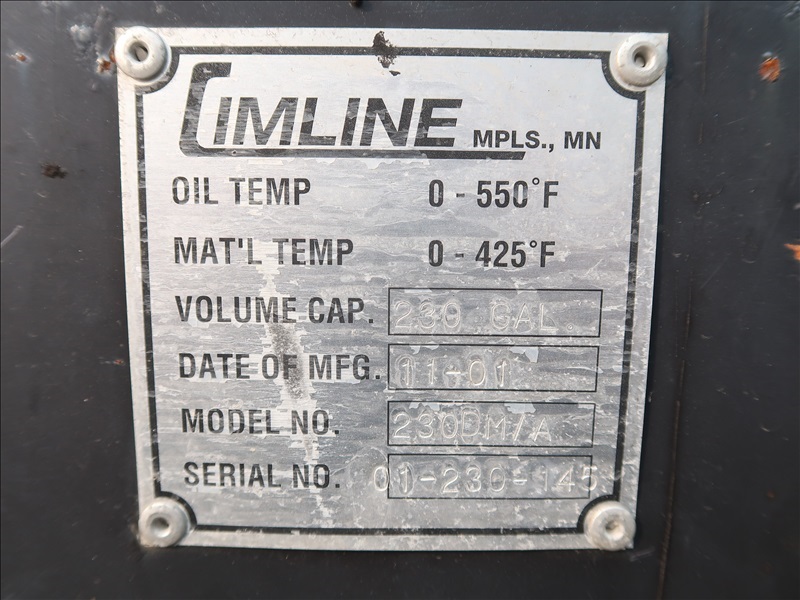 CIMLINE MPLS., MN
OIL TEMP 0 - 550°F
MAT'L TEMP 0 - 425°F
VOLUME CAP. 230 GAL.
DATE OF MFG. 11-01
MODEL NO. 230DM/A
SERIAL NO. 01-230-145